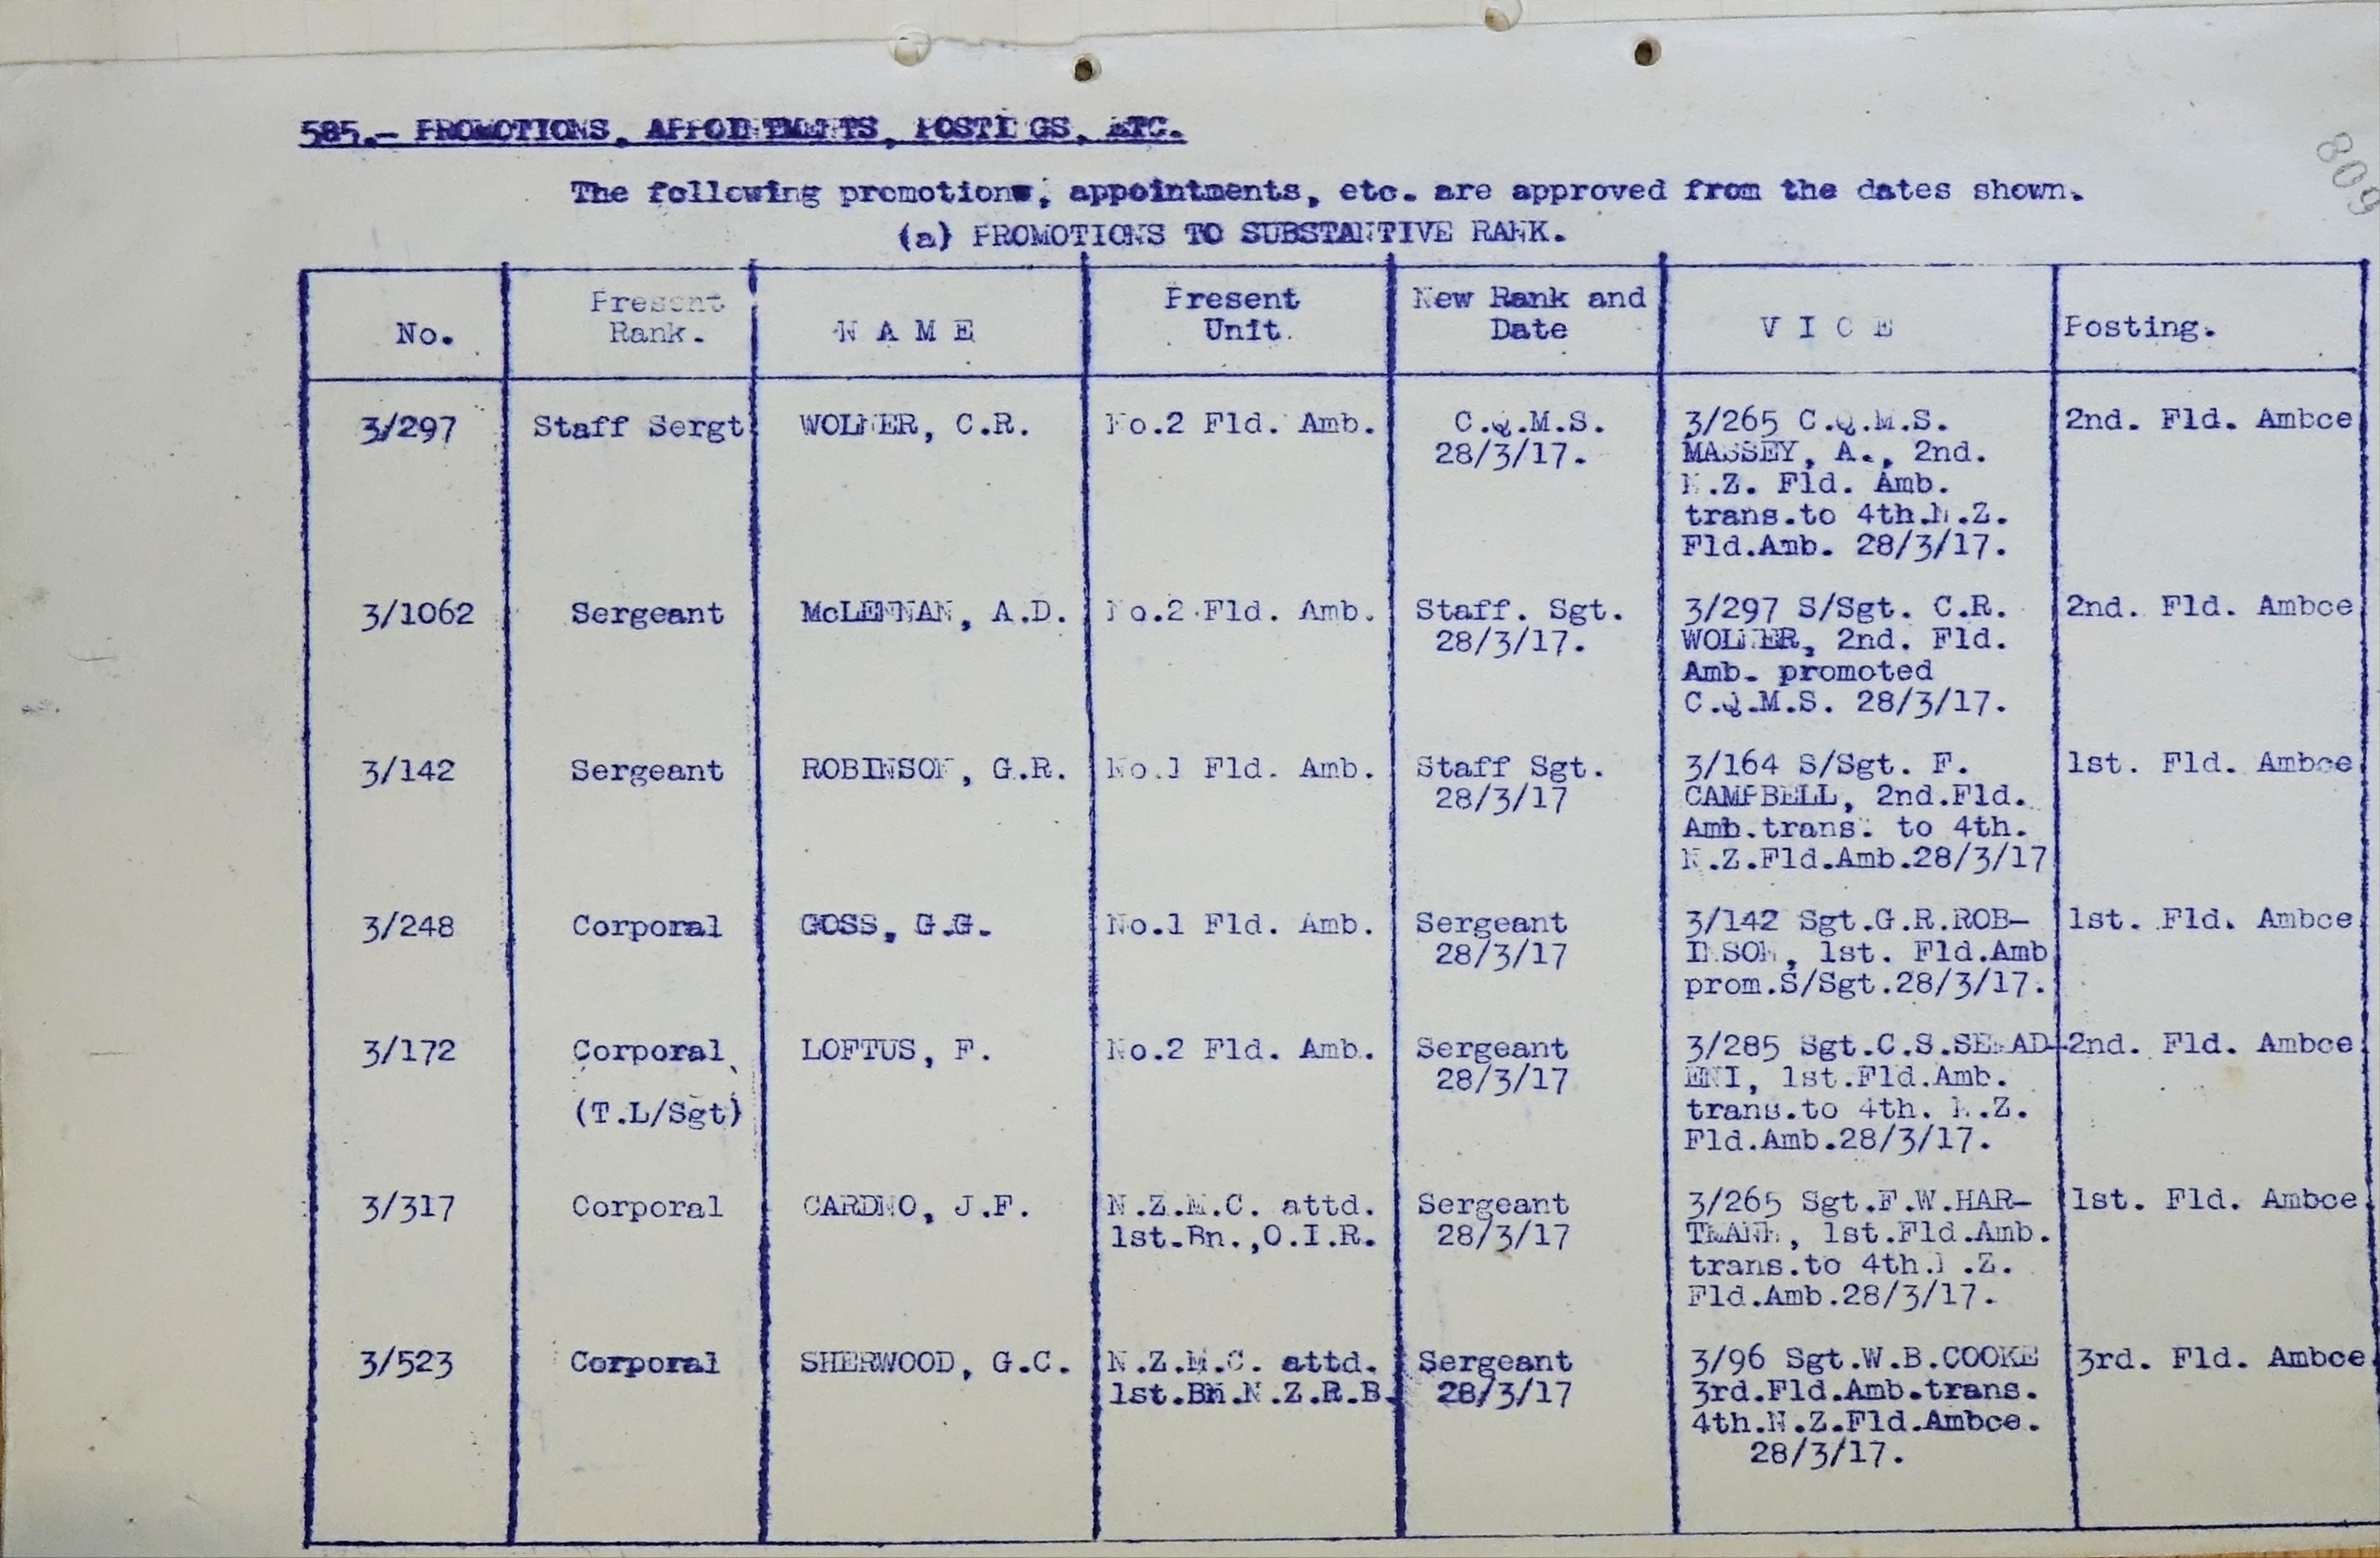 585.- PROMOTIONS, APPOINTMENTS, POSTINGS, ETC.
The following promotions, appointments, etc. are approved from the dates shown.
(a) PROMOTIONS TO SUBSTANTIVE RANK.
809
No. Present Rank. N A M E Present Unit. New Rank and Date V I C E Posting.
3/297 Staff Sergt WOLNER, C.R. No.2 Fld. Amb. C.Q.M.S. 3/265 C.Q.M.S. 2nd. Fld. Ambce
28/3/17. MASSEY, A., 2nd.
N.Z. Fld. Amb.
trans.to 4th.N.Z.
Fld.Amb. 28/3/17.
3/1062 Sergeant McLENNAN, A.D. No.2 Fld. Amb. Staff. Sgt. 3/297 S/Sgt. C.R. 2nd. Fld. Ambce
28/3/17. WOLNER, 2nd. Fld.
Amb. promoted
C.Q.M.S. 28/3/17.
3/142 Sergeant ROBINSON, G.R. No.1 Fld. Amb. Staff Sgt. 3/164 S/Sgt. F. 1st. Fld. Ambce
28/3/17 CAMPBELL, 2nd.Fld.
Amb.trans. to 4th.
N.Z.Fld.Amb.28/3/17
3/248 Corporal GOSS, G.G. No.1 Fld. Amb. Sergeant 3/142 Sgt.G.R.ROB- 1st. Fld. Ambce
28/3/17 INSON, 1st. Fld.Amb
prom.S/Sgt.28/3/17.
3/172 Corporal LOFTUS, F. No.2 Fld. Amb. Sergeant 3/285 Sgt.C.S. 2nd. Fld. Ambce
28/3/17 1st.Fld.Amb.
(T.L/Sgt) trans.to 4th. N.Z.
Fld.Amb.28/3/17.
3/317 Corporal CARDNO, J.F. N.Z.M.C. attd. Sergeant 3/265 Sgt.F.W.HAR- 1st. Fld. Ambce
1st.Bn.,O.I.R. 28/3/17 TMANN, 1st.Fld.Amb.
trans.to 4th.N.Z.
Fld.Amb.28/3/17.
3/523 Corporal SHERWOOD, G.C. N.Z.M.C. attd. Sergeant 3/96 Sgt.W.B.COOKE 3rd. Fld. Ambce
1st.Bn.N.Z.R.B. 28/3/17 3rd.Fld.Amb.trans.
4th.N.Z.Fld.Ambce.
28/3/17.